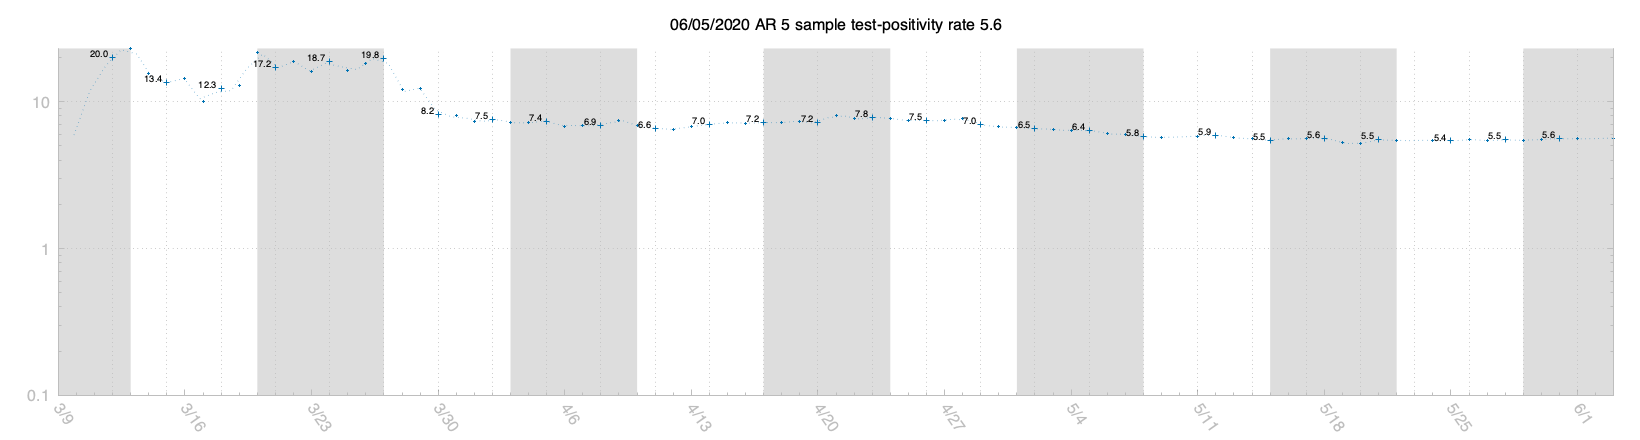 06/05/2020 AR 5 sample test-positivity rate 5.6
20.0 13.4 12.3 17.2 18.7 19.8 8.2 7.5 7.4 6.9 6.6 7.0 7.2 7.2 7.8 7.5 7.0 6.5 6.4 5.8 5.9 5.5 5.6 5.5 5.4 5.5 5.6
10
1
0.1
3/9 3/16 3/23 3/30 4/6 4/13 4/20 4/27 5/4 5/11 5/18 5/25 6/1